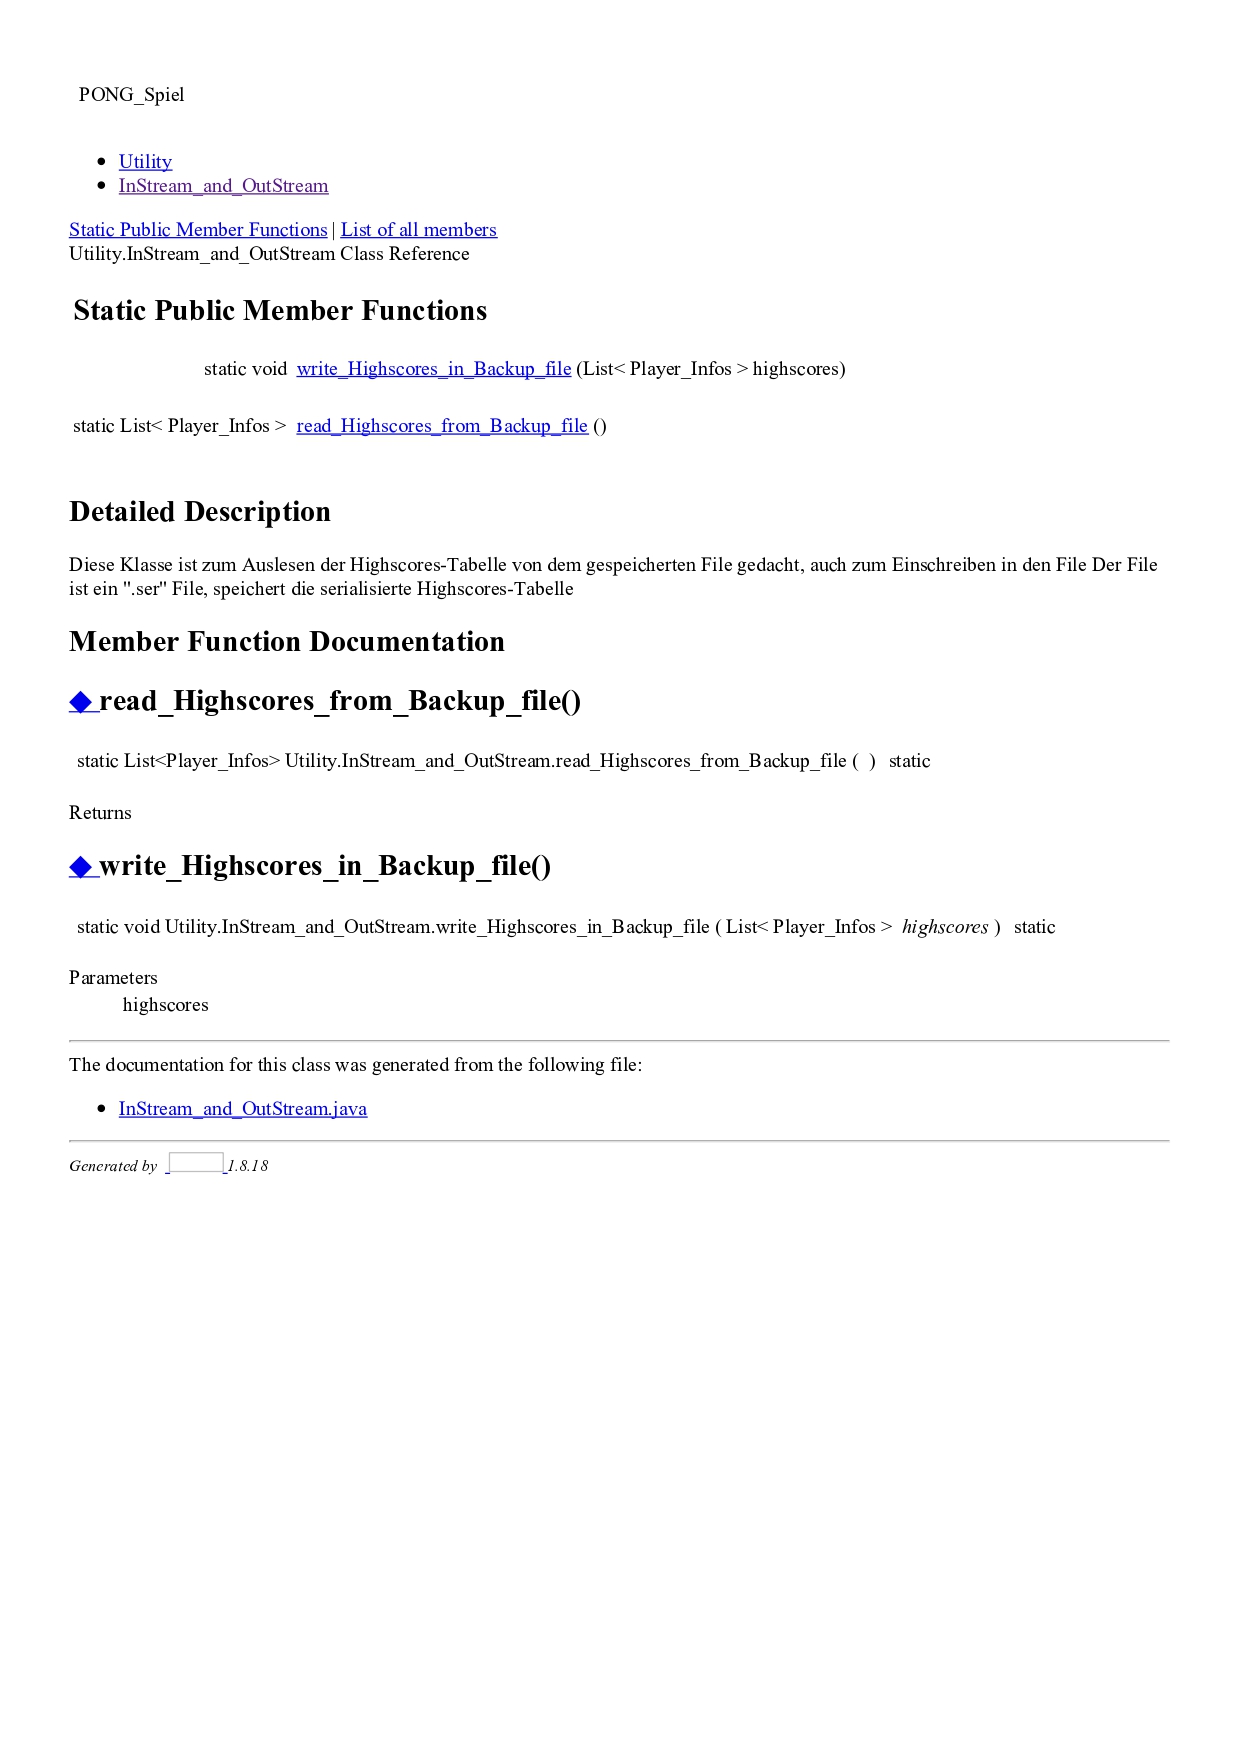 PONG_Spiel
• Utility
• InStream_and_OutStream
Static Public Member Functions | List of all members
Utility.InStream_and_OutStream Class Reference
Static Public Member Functions
static void write_Highscores_in_Backup_file (List< Player_Infos > highscores)
static List< Player_Infos > read_Highscores_from_Backup_file ()
Detailed Description
Diese Klasse ist zum Auslesen der Highscores-Tabelle von dem gespeicherten File gedacht, auch zum Einschreiben in den File Der File
ist ein ".ser" File, speichert die serialisierte Highscores-Tabelle
Member Function Documentation
◆ read_Highscores_from_Backup_file()
static List<Player_Infos> Utility.InStream_and_OutStream.read_Highscores_from_Backup_file ( ) static
Returns
◆ write_Highscores_in_Backup_file()
static void Utility.InStream_and_OutStream.write_Highscores_in_Backup_file ( List< Player_Infos > highscores ) static
Parameters
highscores
The documentation for this class was generated from the following file:
• InStream_and_OutStream.java
Generated by 1.8.18